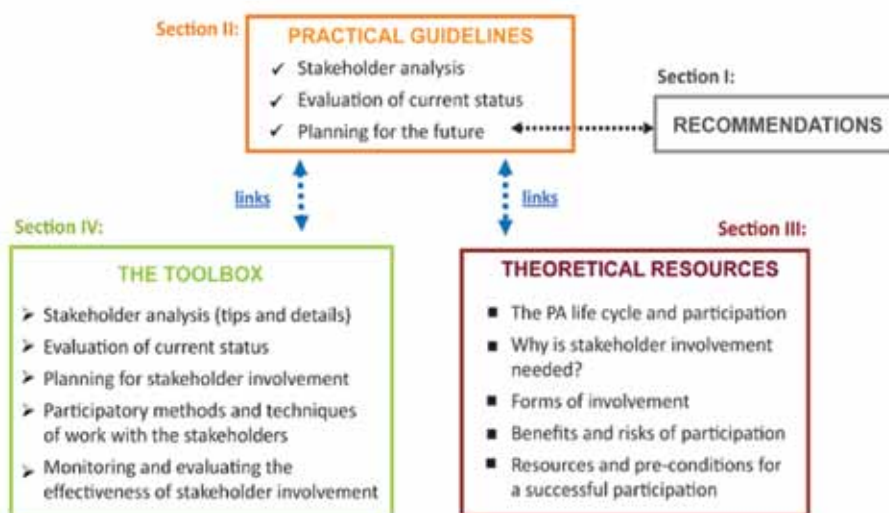 Section II:
PRACTICAL GUIDELINES
✓ Stakeholder analysis
✓ Evaluation of current status
✓ Planning for the future
Section I:
RECOMMENDATIONS
links
links
Section IV:
THE TOOLBOX
➢ Stakeholder analysis (tips and details)
➢ Evaluation of current status
➢ Planning for stakeholder involvement
➢ Participatory methods and techniques
of work with the stakeholders
➢ Monitoring and evaluating the
effectiveness of stakeholder involvement
Section III:
THEORETICAL RESOURCES
■ The PA life cycle and participation
■ Why is stakeholder involvement
needed?
■ Forms of involvement
■ Benefits and risks of participation
■ Resources and pre-conditions for
a successful participation